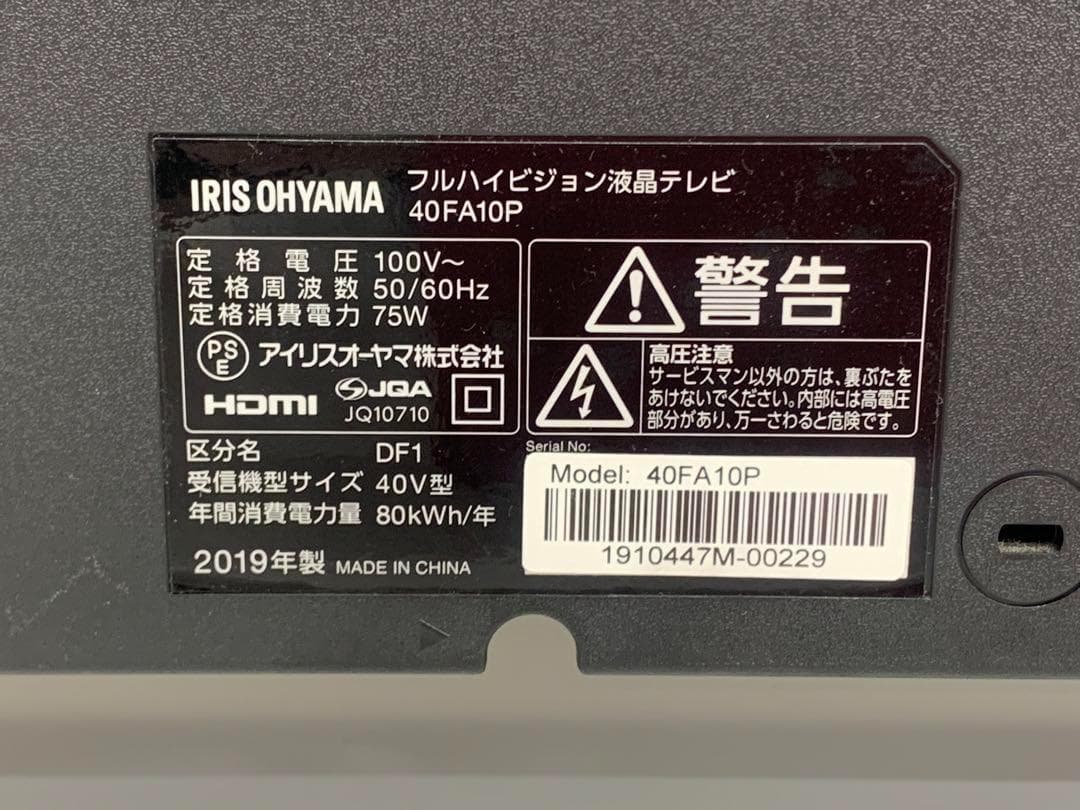 IRIS OHYAMA
フルハイビジョン液晶テレビ
40FA10P
定格電圧 100V～
定格周波数 50/60Hz
定格消費電力 75W
PSE アイリスオーヤマ株式会社
HDMI JQA
JQ10710
警告
高圧注意
サービスマン以外の方は、裏ぶたを
あけないでください。内部には高電圧
部分があり、万一さわると危険です。
区分名 DF1
受信機型サイズ 40V型
年間消費電力量 80kWh/年
2019年製 MADE IN CHINA
Serial No:
Model: 40FA10P
1910447M-00229